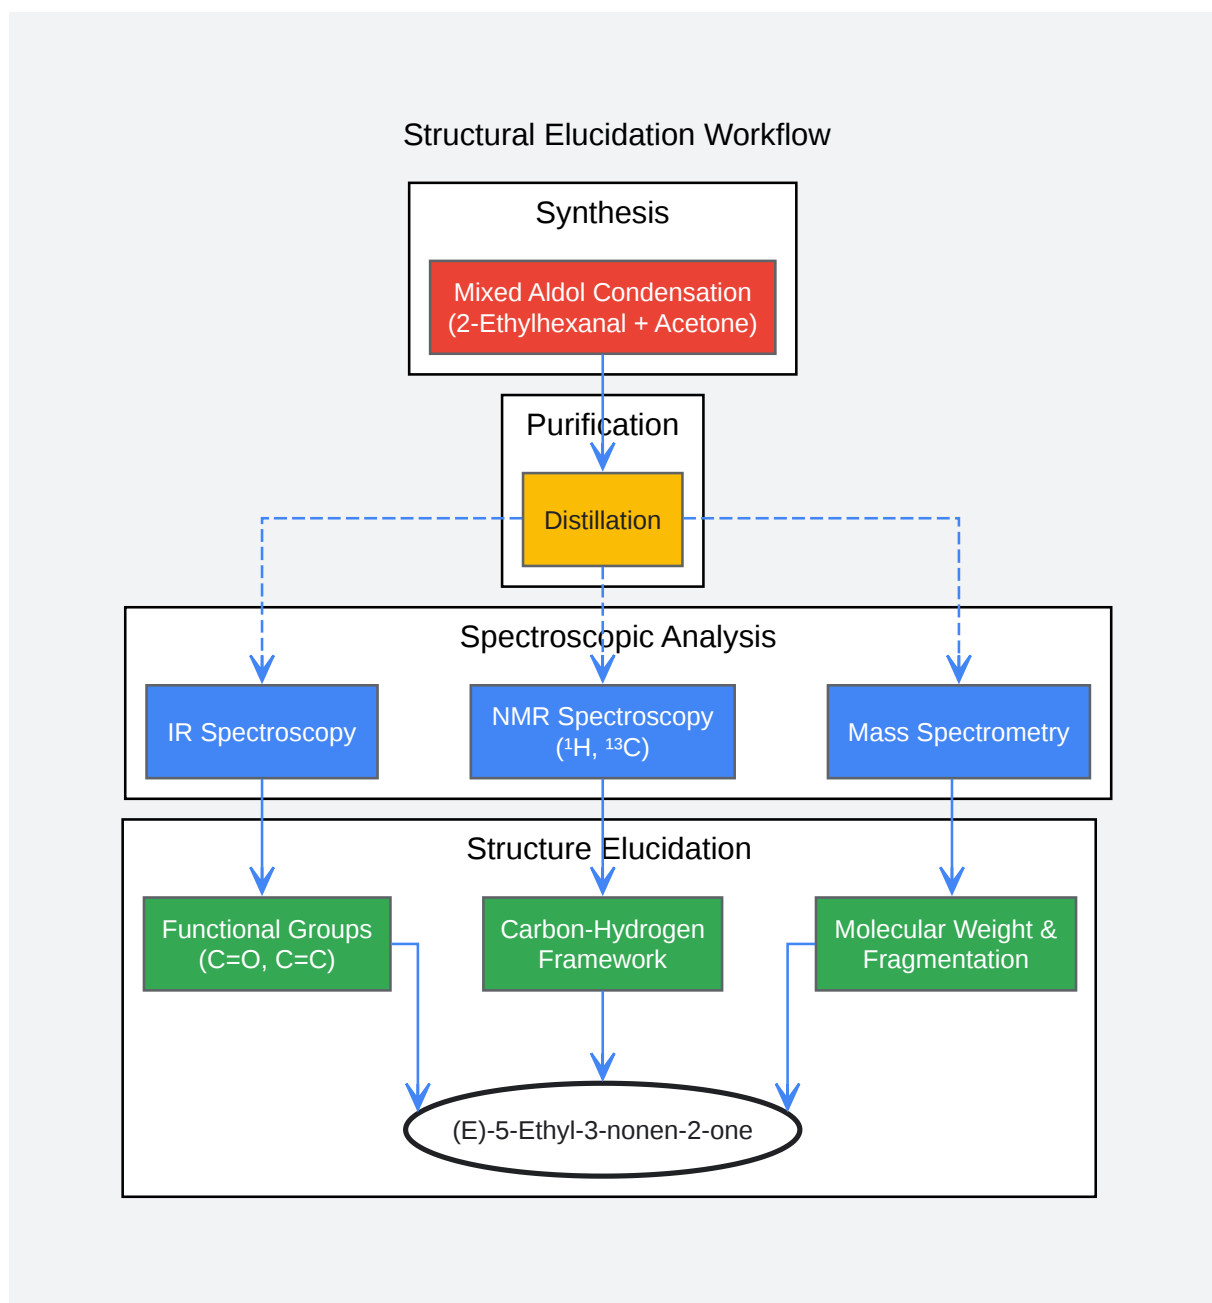 Structural Elucidation Workflow
Synthesis
Mixed Aldol Condensation
(2-Ethylhexanal + Acetone)
Purification
Distillation
Spectroscopic Analysis
IR Spectroscopy
NMR Spectroscopy
(¹H, ¹³C)
Mass Spectrometry
Structure Elucidation
Functional Groups
(C=O, C=C)
Carbon-Hydrogen
Framework
Molecular Weight &
Fragmentation
(E)-5-Ethyl-3-nonen-2-one